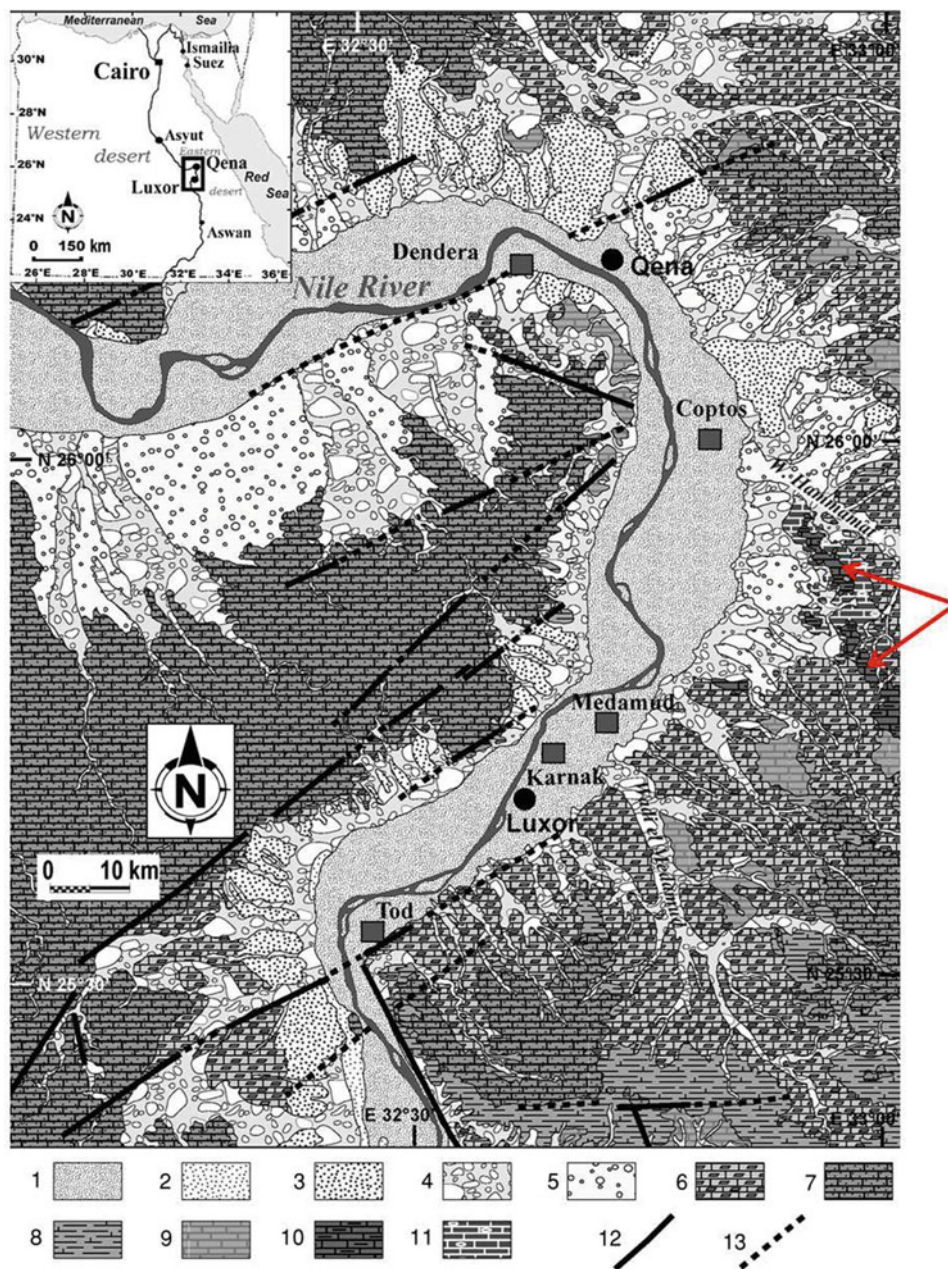 Mediterranean Sea
E 32°30'
E 33°00'
30°N
Ismailia
Suez
Cairo
28°N
Western
desert
Asyut
26°N
Eastern
desert
Qena
Luxor
Red
Sea
N
24°N
Aswan
0 150 km
26°E 28°E 30°E 32°E 34°E 36°E
Dendera
Qena
Nile River
Coptos
N 26°00'
N 26°00'
W. Hammamat
Medamud
Karnak
Luxor
Wadi el Medamud
N
0 10 km
Tod
N 25°30'
N 25°30'
E 32°30'
E 33°00'
1 2 3 4 5 6 7
8 9 10 11 12 13